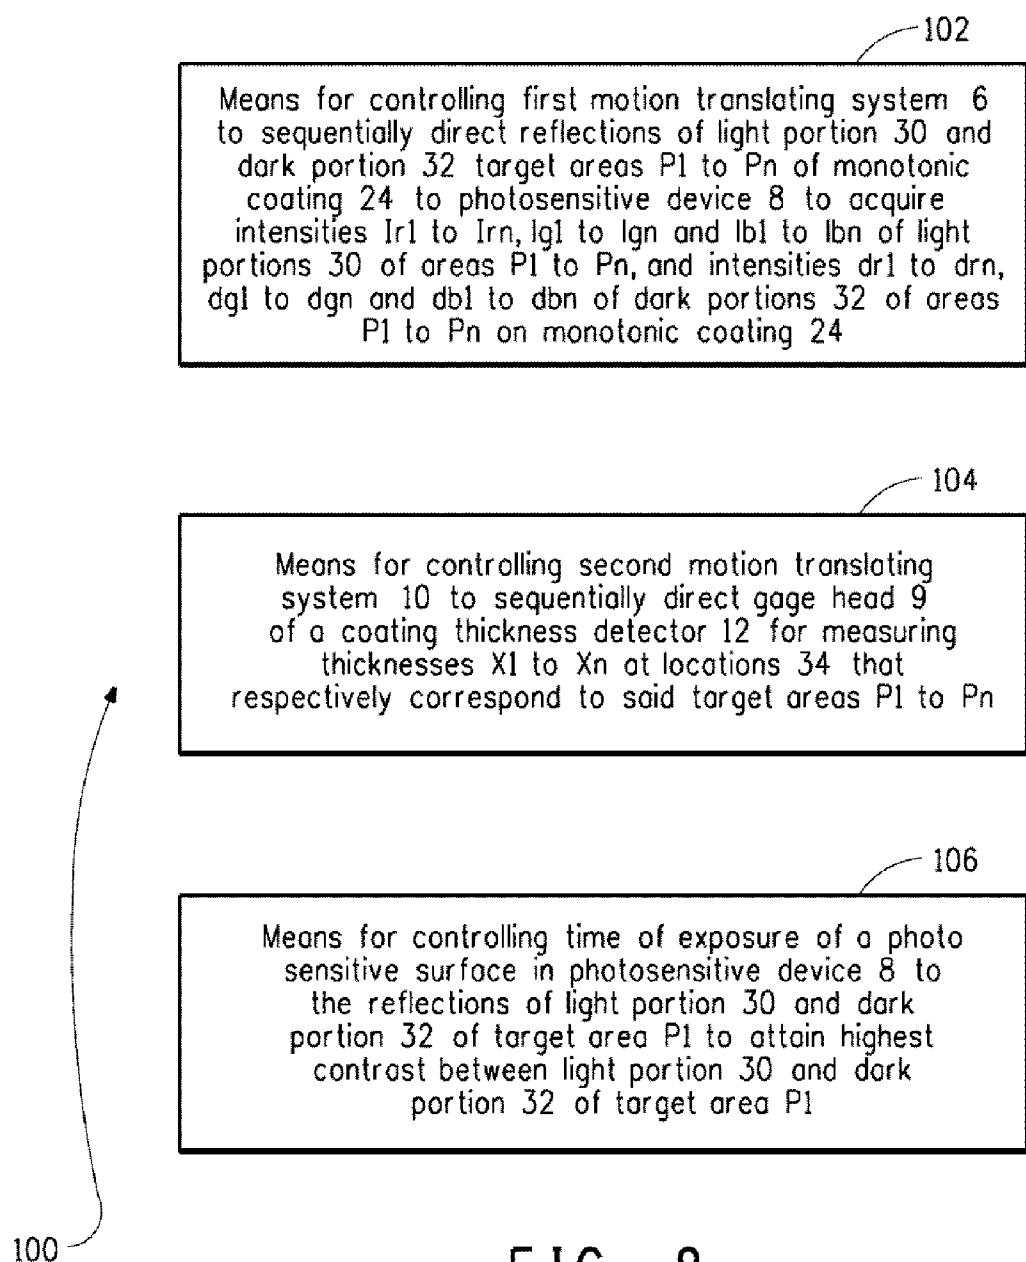 102
Means for controlling first motion translating system 6
to sequentially direct reflections of light portion 30 and
dark portion 32 target areas P1 to Pn of monotonic
coating 24 to photosensitive device 8 to acquire
intensities Ir1 to Irn, Ig1 to Ign and Ib1 to Ibn of light
portions 30 of areas P1 to Pn, and intensities dr1 to drn,
dg1 to dgn and db1 to dbn of dark portions 32 of areas
P1 to Pn on monotonic coating 24
104
Means for controlling second motion translating
system 10 to sequentially direct gage head 9
of a coating thickness detector 12 for measuring
thicknesses X1 to Xn at locations 34 that
respectively correspond to said target areas P1 to Pn
106
Means for controlling time of exposure of a photo
sensitive surface in photosensitive device 8 to
the reflections of light portion 30 and dark
portion 32 of target area P1 to attain highest
contrast between light portion 30 and dark
portion 32 of target area P1
100
FIG.